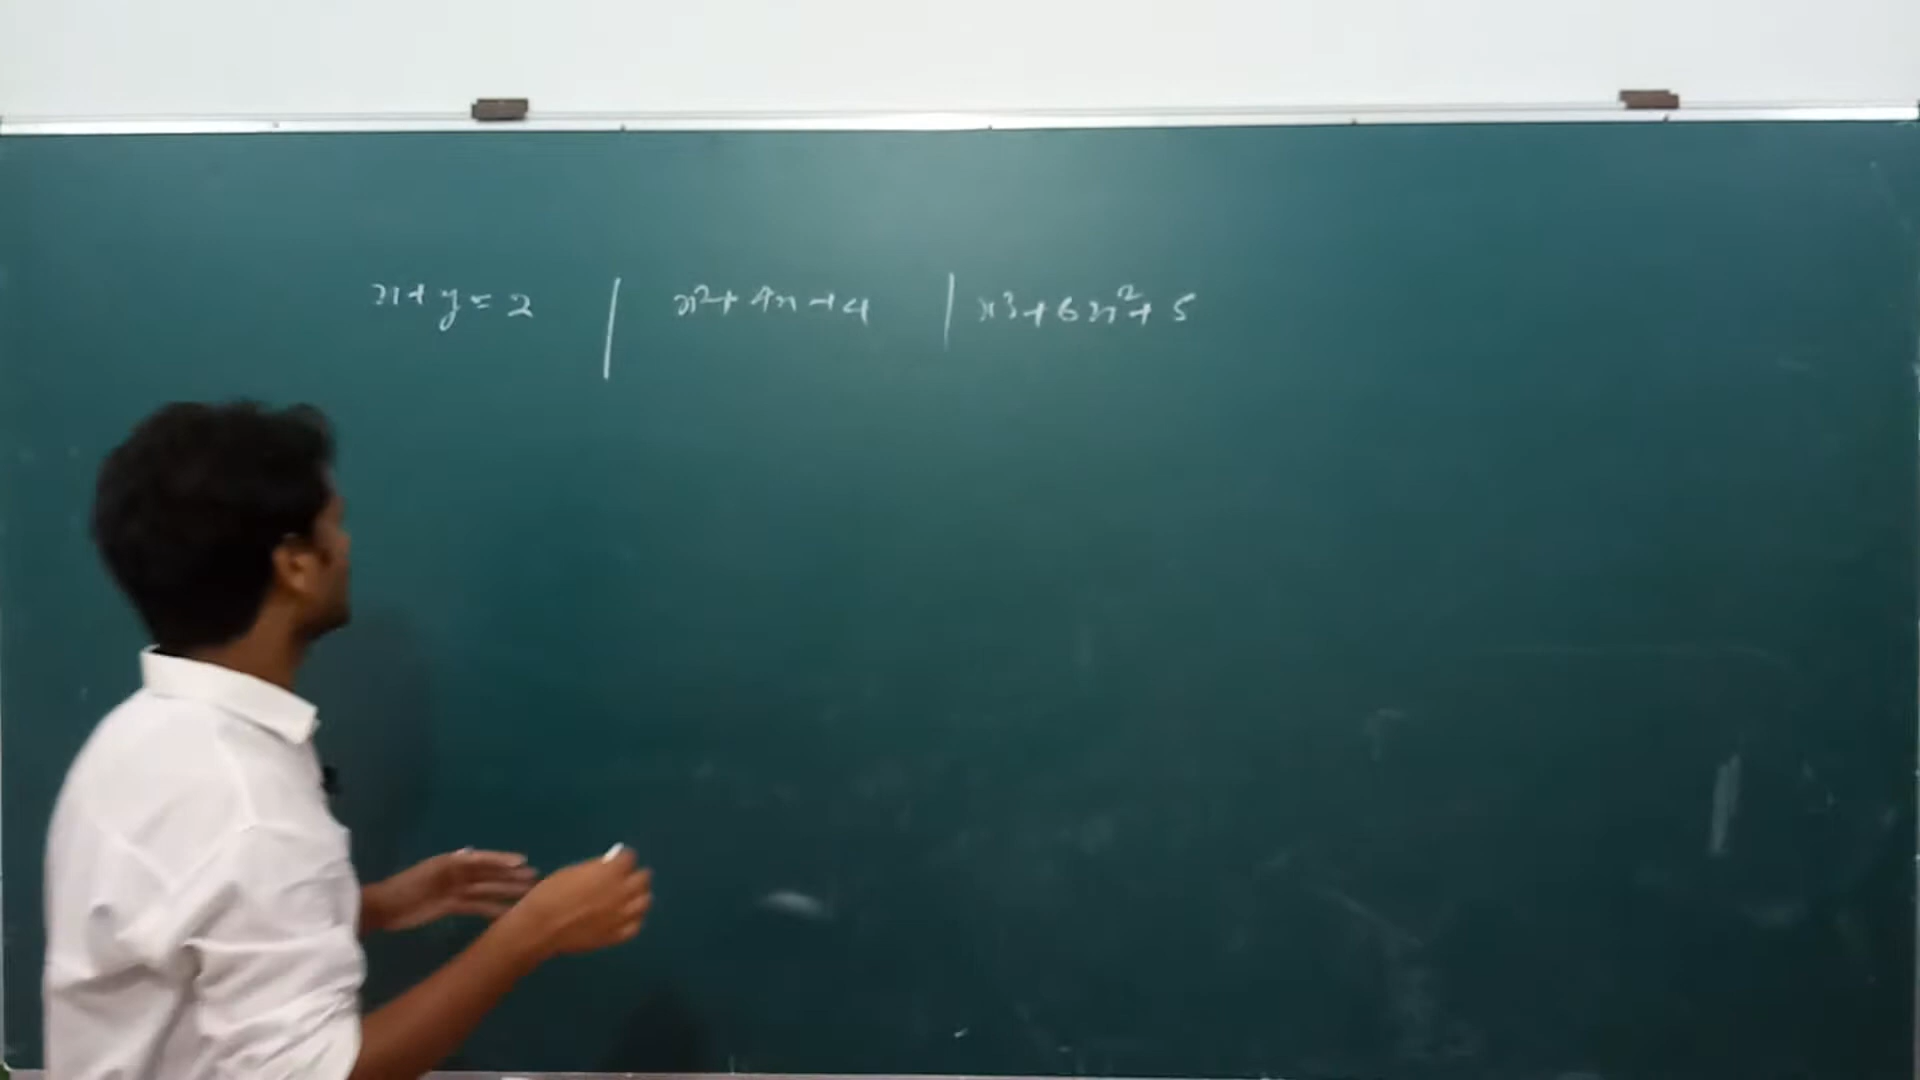 x + y = 2 | x² + 4x + 4 | x³ + 6x² + 5